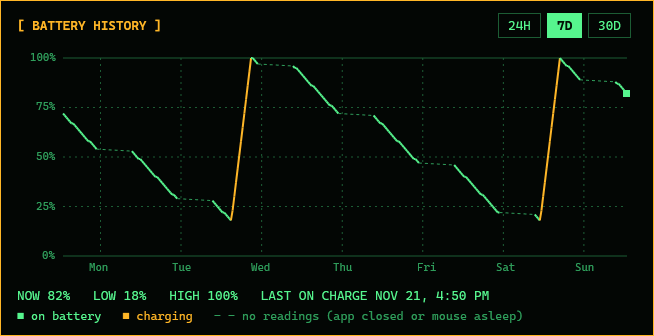 [ BATTERY HISTORY ] 24H 7D 30D
100%
75%
50%
25%
0%
Mon Tue Wed Thu Fri Sat Sun
NOW 82% LOW 18% HIGH 100% LAST ON CHARGE NOV 21, 4:50 PM
on battery charging no readings (app closed or mouse asleep)